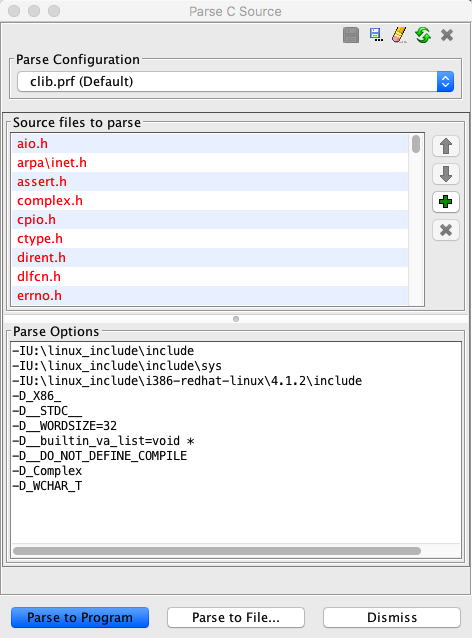 Parse C Source
Parse Configuration
clib.prf (Default)
Source files to parse
aio.h
arpa\inet.h
assert.h
complex.h
cpio.h
ctype.h
dirent.h
dlfcn.h
errno.h
Parse Options
-IU:\linux_include\include
-IU:\linux_include\include\sys
-IU:\linux_include\i386-redhat-linux\4.1.2\include
-D_X86_
-D__STDC__
-D__WORDSIZE=32
-D__builtin_va_list=void *
-D__DO_NOT_DEFINE_COMPILE
-D_Complex
-D_WCHAR_T
Parse to Program
Parse to File...
Dismiss